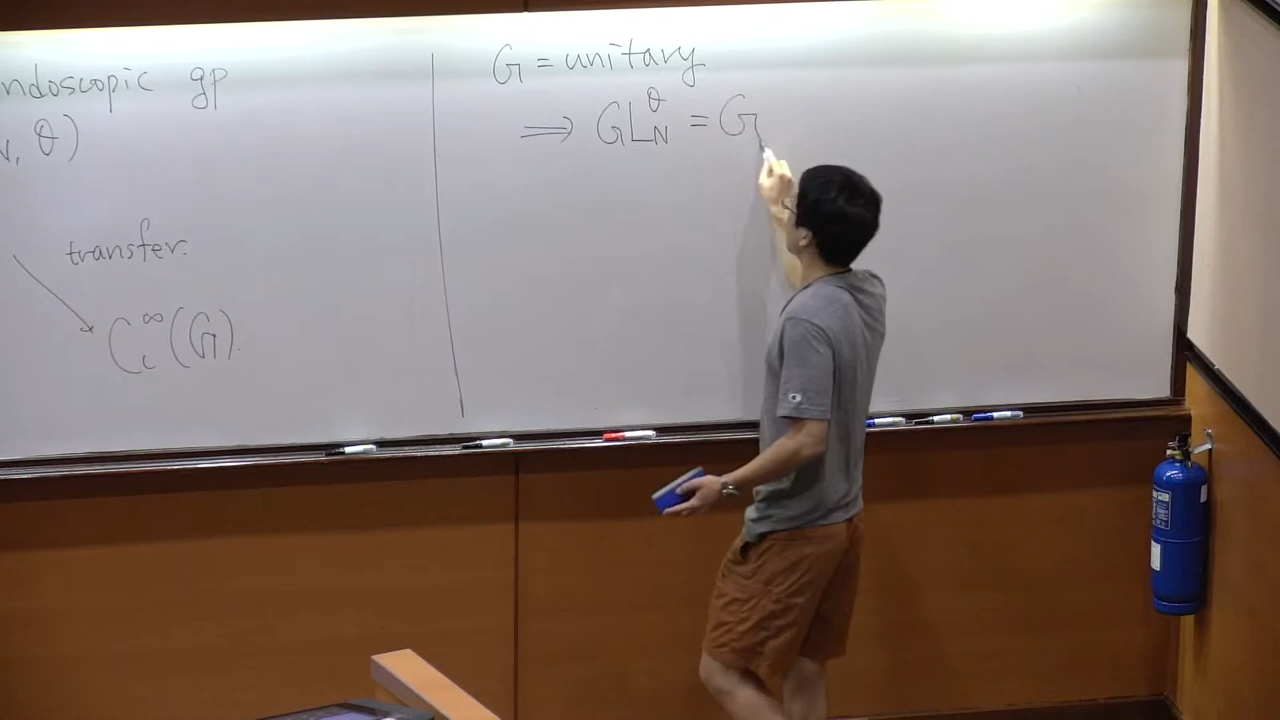 ndoscopic gp
N, θ)
transfer.
C_c^∞(G).
G = unitary
⟹ GL_N^θ = G